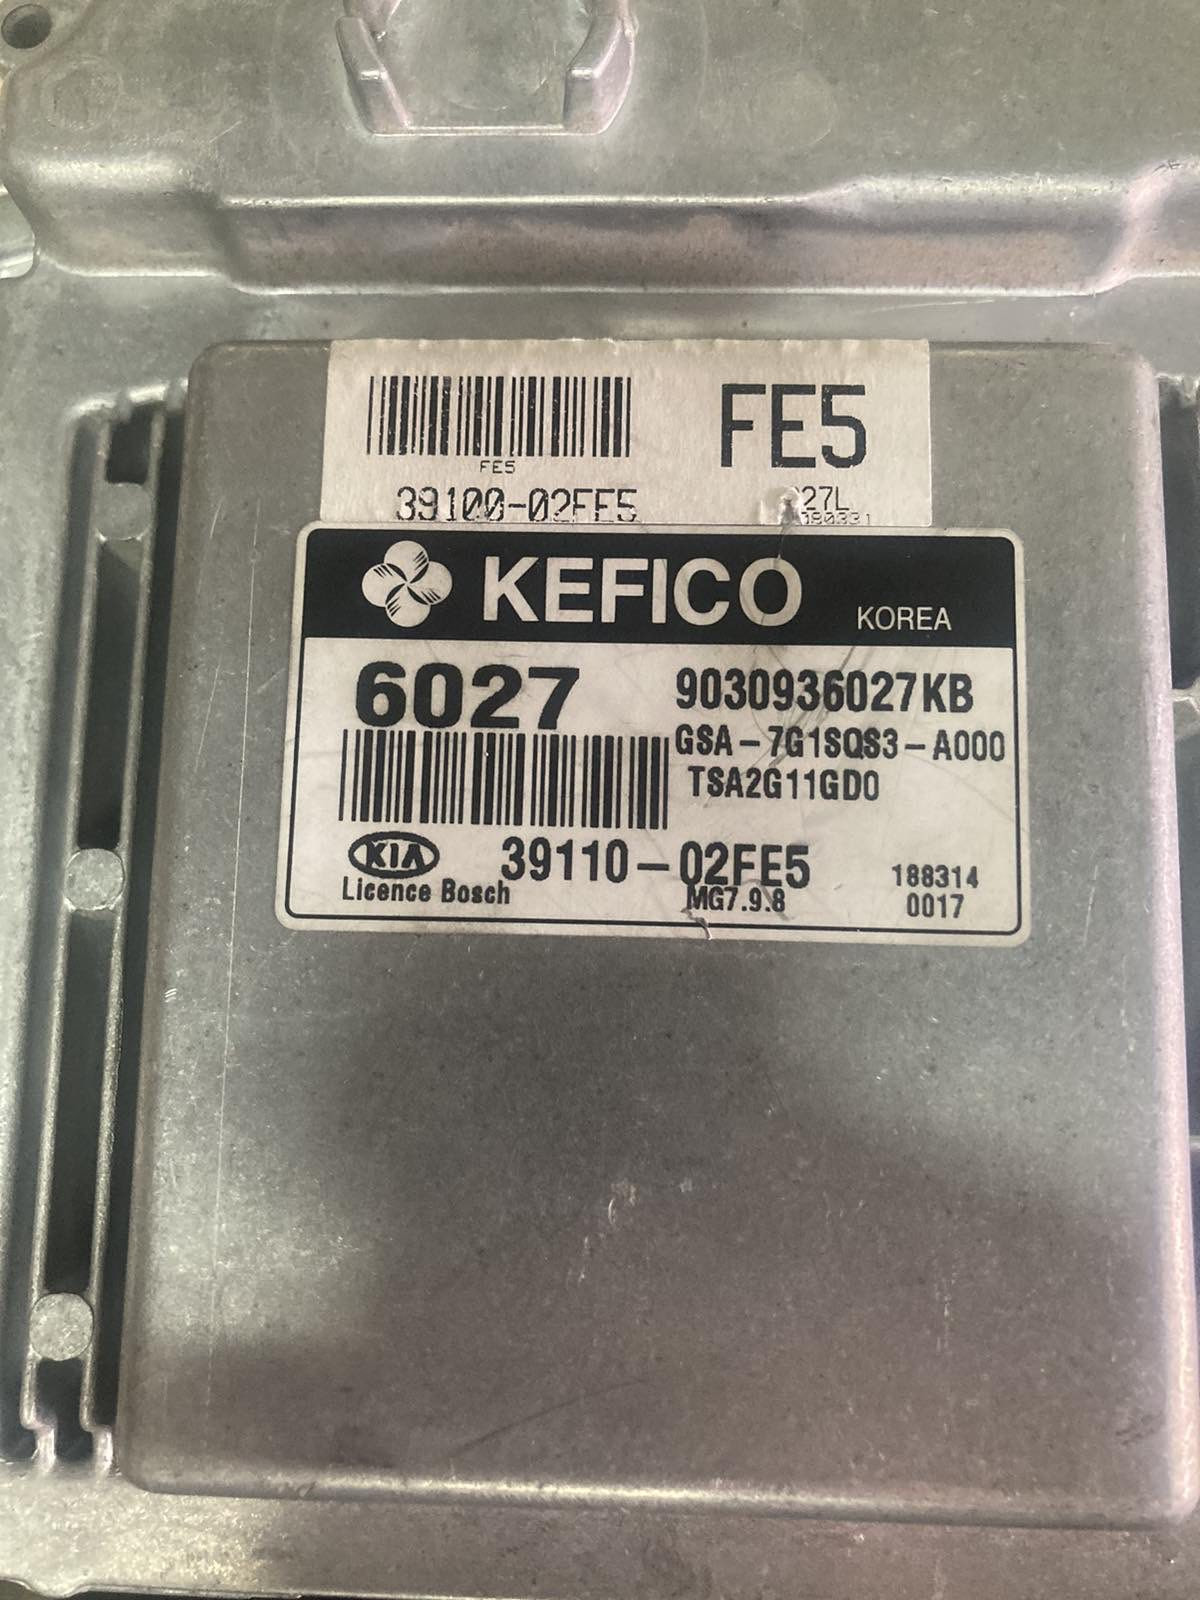 FE5
FE5
39100-02FE5
27L
KEFICO KOREA
6027
9030936027KB
GSA-7G1SQS3-A000
TSA2G11GD0
KIA
39110-02FE5
188314
Licence Bosch
MG7.9.8
0017